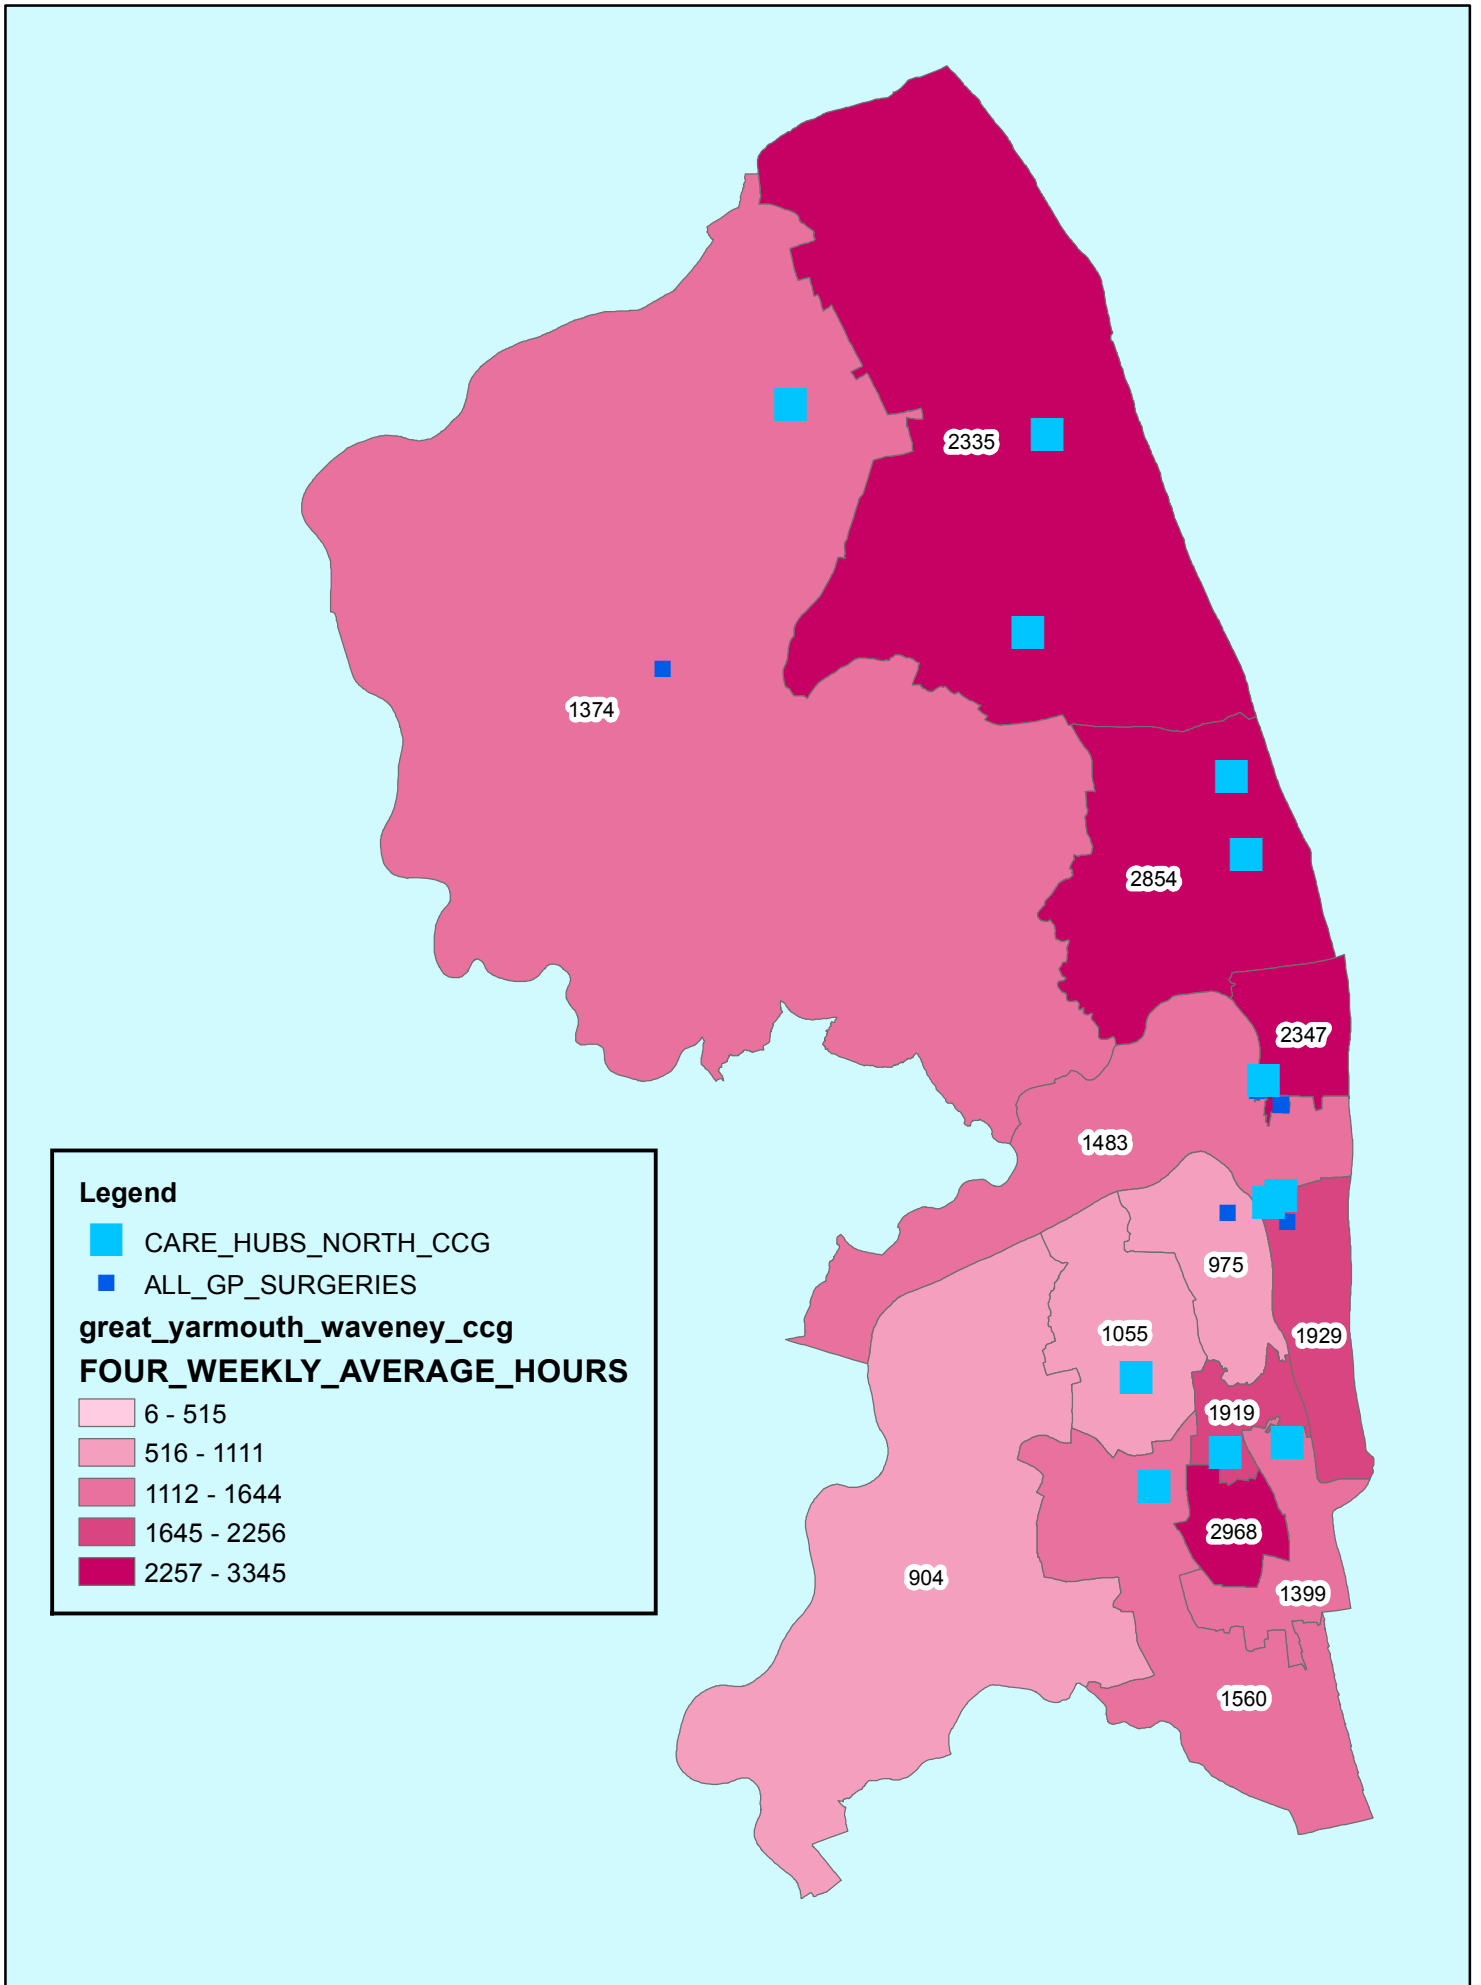 2335
1374
2854
2347
1483
975
1055
1929
1919
2968
904
1399
1560
Legend
CARE_HUBS_NORTH_CCG
ALL_GP_SURGERIES
great_yarmouth_waveney_ccg
FOUR_WEEKLY_AVERAGE_HOURS
6 - 515
516 - 1111
1112 - 1644
1645 - 2256
2257 - 3345